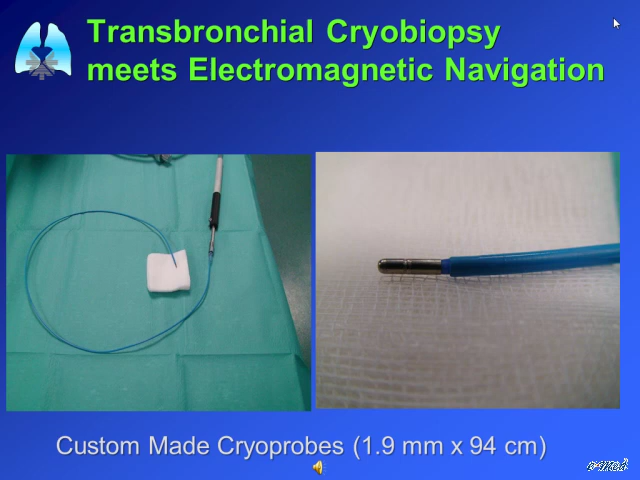 Transbronchial Cryobiopsy
meets Electromagnetic Navigation
Custom Made Cryoprobes (1.9 mm x 94 cm)